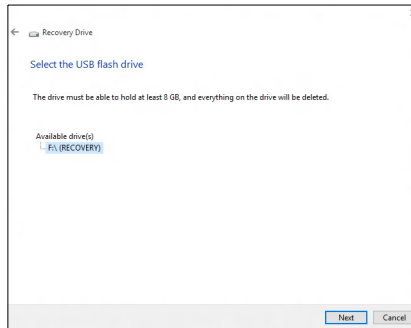 Recovery Drive
Select the USB flash drive
The drive must be able to hold at least 8 GB, and everything on the drive will be deleted.
Available drive(s)
F:\ (RECOVERY)
Next Cancel